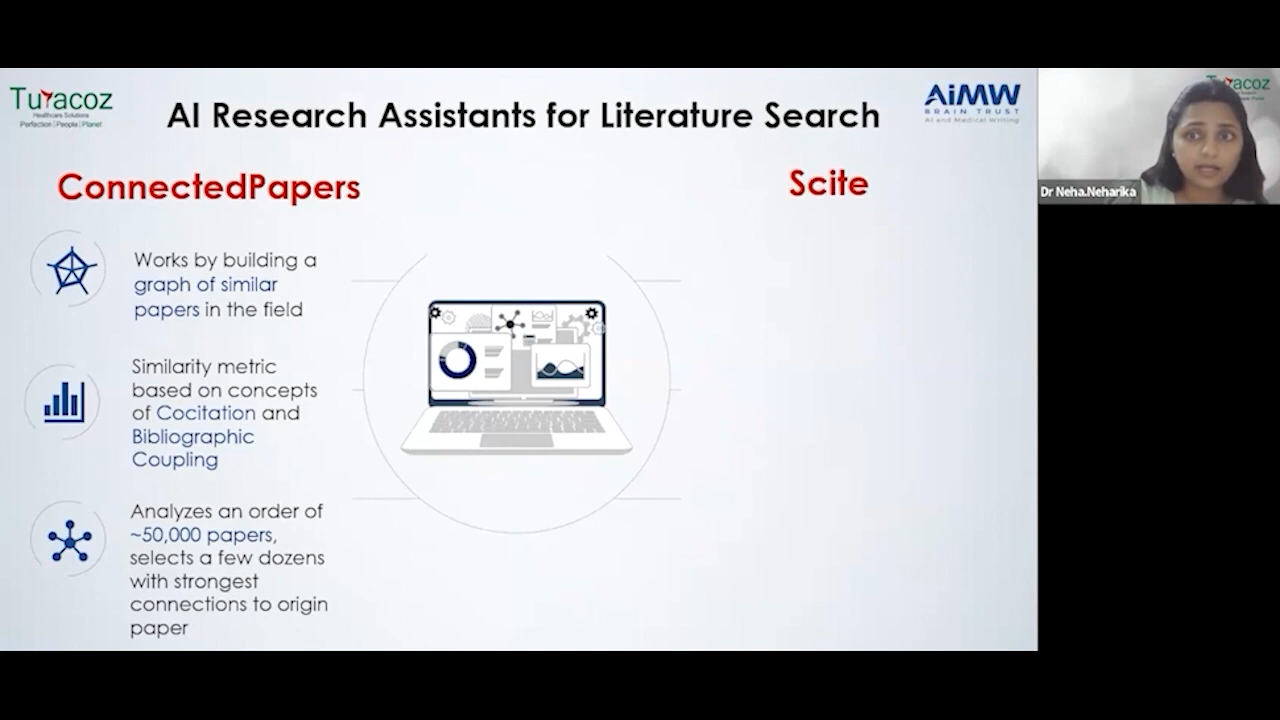 Turacoz
Healthcare Solutions
Perfection | People | Planet
AI Research Assistants for Literature Search
AiMW
BRAIN TRUST
AI and Medical Writing
ConnectedPapers
Scite
Works by building a
graph of similar
papers in the field
Similarity metric
based on concepts
of Cocitation and
Bibliographic
Coupling
Analyzes an order of
~50,000 papers,
selects a few dozens
with strongest
connections to origin
paper
Dr Neha.Neharika